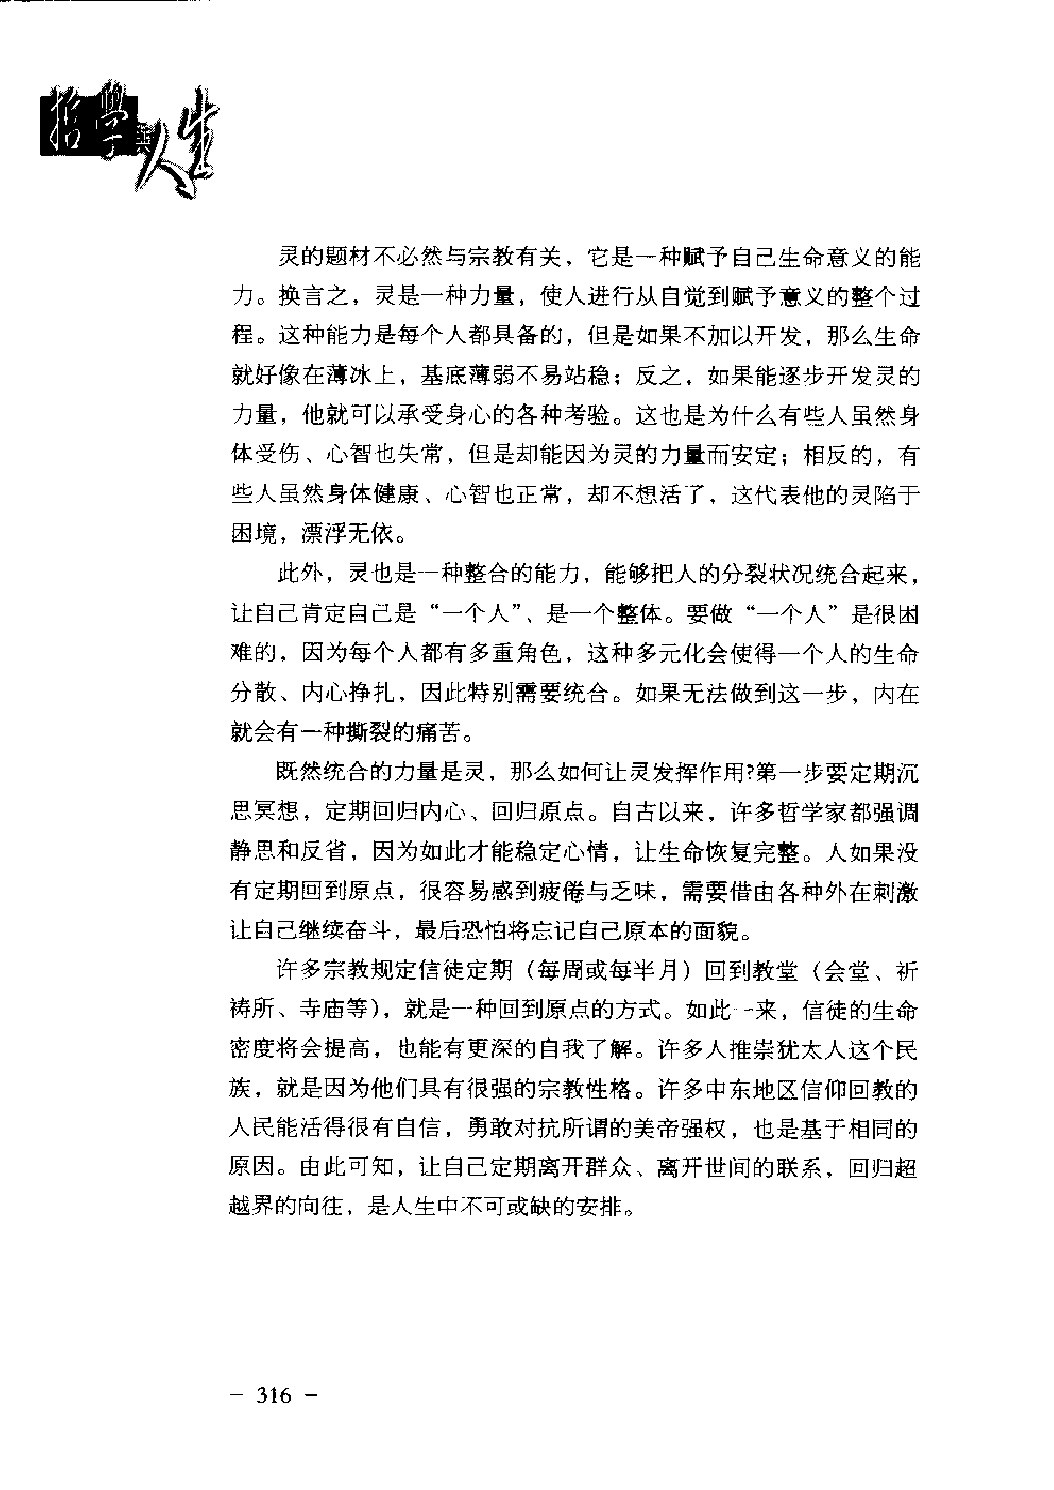 哲學與人生
灵的题材不必然与宗教有关，它是一种赋予自己生命意义的能
力。换言之，灵是一种力量，使人进行从自觉到赋予意义的整个过
程。这种能力是每个人都具备的，但是如果不加以开发，那么生命
就好像在薄冰上，基底薄弱不易站稳；反之，如果能逐步开发灵的
力量，他就可以承受身心的各种考验。这也是为什么有些人虽然身
体受伤、心智也失常，但是却能因为灵的力量而安定；相反的，有
些人虽然身体健康、心智也正常，却不想活了，这代表他的灵陷于
困境，漂浮无依。
此外，灵也是一种整合的能力，能够把人的分裂状况统合起来，
让自己肯定自己是“一个人”、是一个整体。要做“一个人”是很困
难的，因为每个人都有多重角色，这种多元化会使得一个人的生命
分散、内心挣扎，因此特别需要统合。如果无法做到这一步，内在
就会有一种撕裂的痛苦。
既然统合的力量是灵，那么如何让灵发挥作用?第一步要定期沉
思冥想，定期回归内心、回归原点。自古以来，许多哲学家都强调
静思和反省，因为如此才能稳定心情，让生命恢复完整。人如果没
有定期回到原点，很容易感到疲倦与乏味，需要借由各种外在刺激
让自己继续奋斗，最后恐怕将忘记自己原本的面貌。
许多宗教规定信徒定期（每周或每半月）回到教堂（会堂、祈
祷所、寺庙等），就是一种回到原点的方式。如此一来，信徒的生命
密度将会提高，也能有更深的自我了解。许多人推崇犹太人这个民
族，就是因为他们具有很强的宗教性格。许多中东地区信仰回教的
人民能活得很有自信，勇敢对抗所谓的美帝强权，也是基于相同的
原因。由此可知，让自己定期离开群众、离开世间的联系，回归超
越界的向往，是人生中不可或缺的安排。
- 316 -